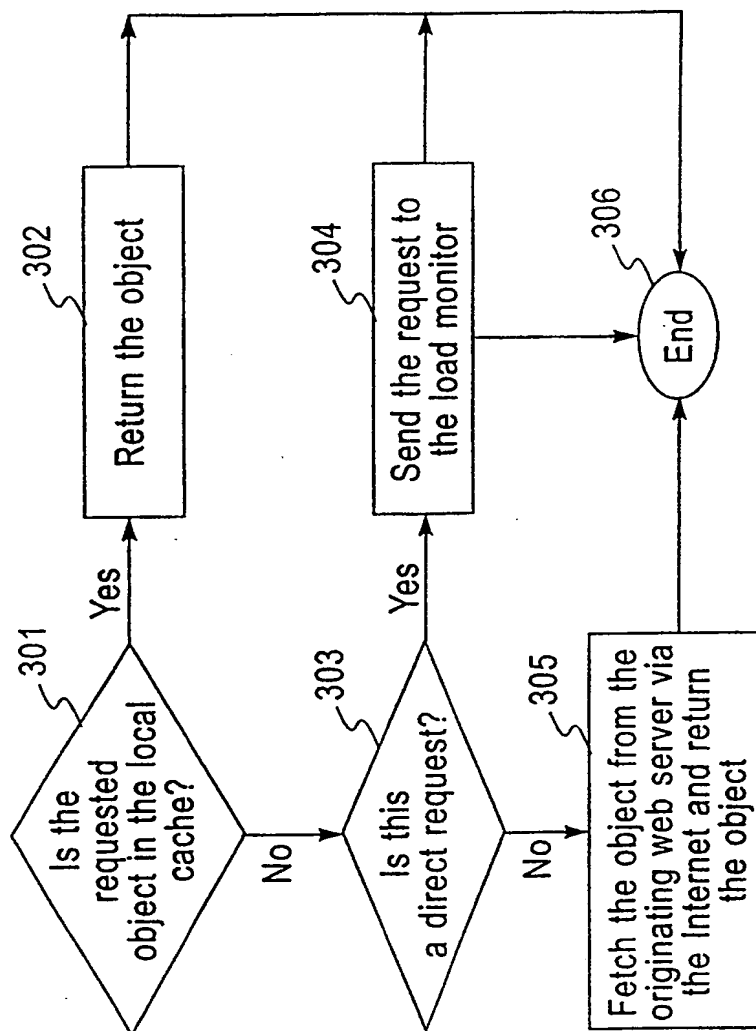 301
Is the
requested
object in the local
cache?
Yes
302
Return the object
No
303
Is this
a direct request?
Yes
304
Send the request to
the load monitor
No
305
Fetch the object from the
originating web server via
the Internet and return
the object
306
End